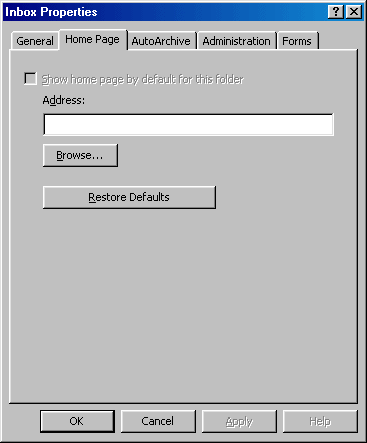 Inbox Properties
General Home Page AutoArchive Administration Forms
Show home page by default for this folder
Address:
Browse...
Restore Defaults
OK Cancel Apply Help